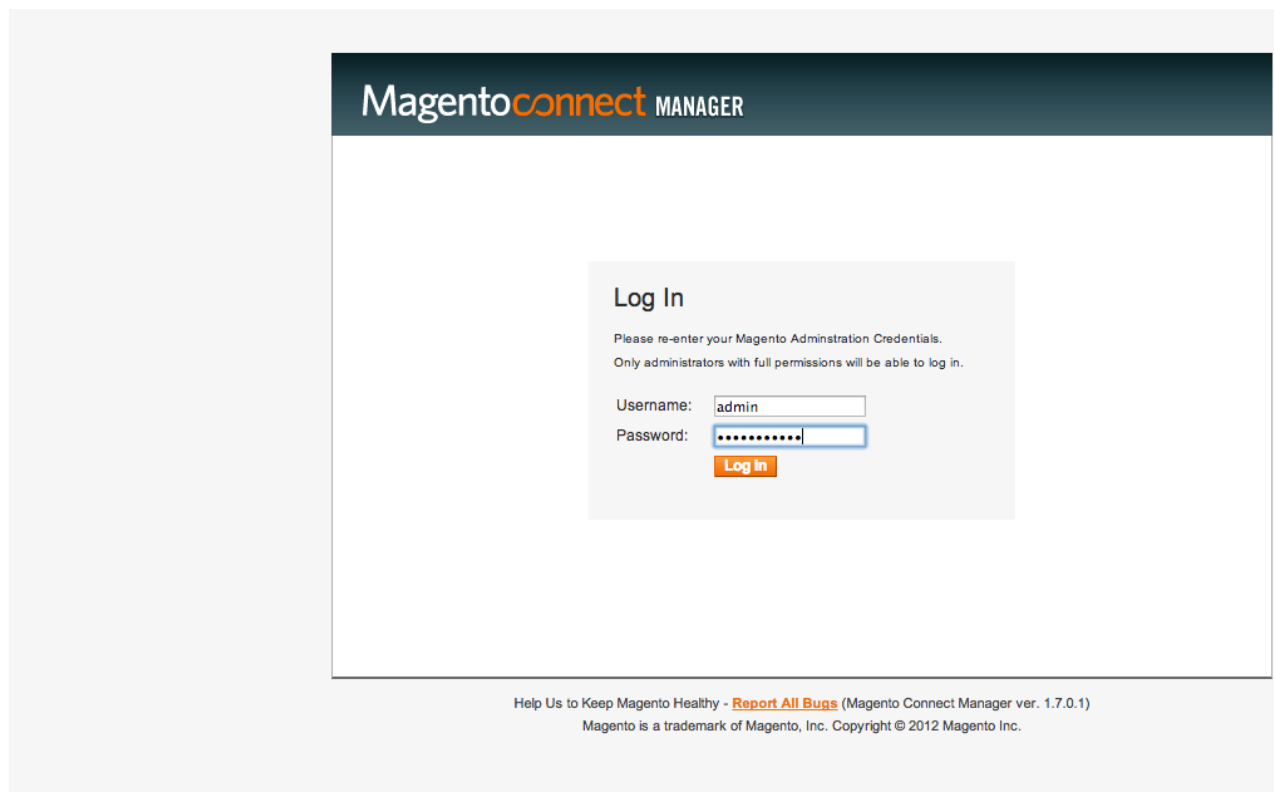 Magentoconnect MANAGER
Log In
Please re-enter your Magento Adminstration Credentials.
Only administrators with full permissions will be able to log in.
Username: admin
Password: •••••••••••
Log In
Help Us to Keep Magento Healthy - Report All Bugs (Magento Connect Manager ver. 1.7.0.1)
Magento is a trademark of Magento, Inc. Copyright © 2012 Magento Inc.